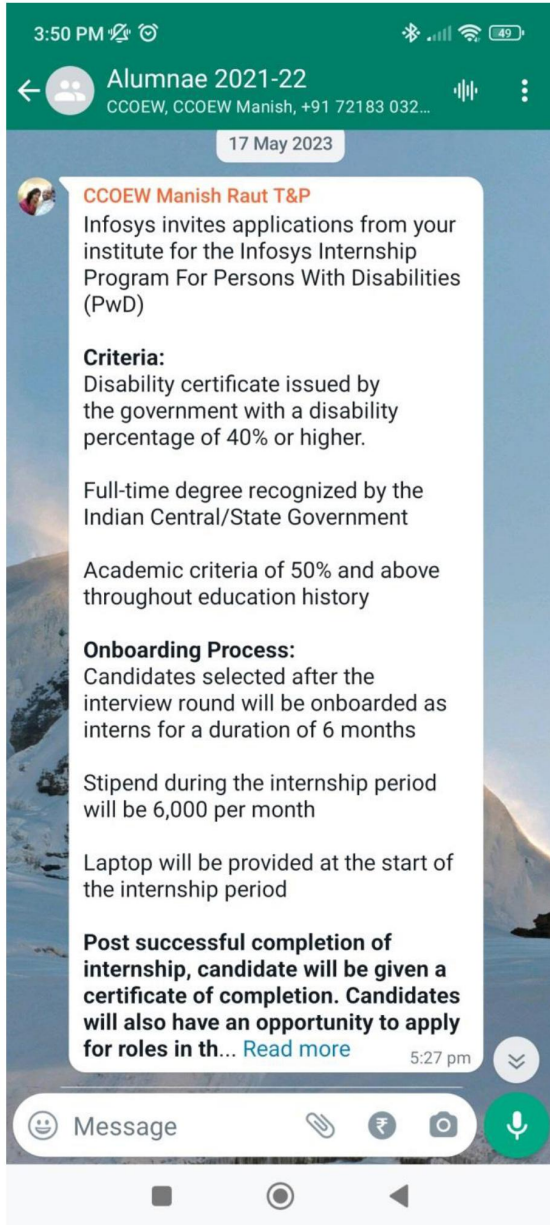 3:50 PM
49
Alumnae 2021-22
CCOEW, CCOEW Manish, +91 72183 032...
17 May 2023
CCOEW Manish Raut T&P
Infosys invites applications from your
institute for the Infosys Internship
Program For Persons With Disabilities
(PwD)
Criteria:
Disability certificate issued by
the government with a disability
percentage of 40% or higher.
Full-time degree recognized by the
Indian Central/State Government
Academic criteria of 50% and above
throughout education history
Onboarding Process:
Candidates selected after the
interview round will be onboarded as
interns for a duration of 6 months
Stipend during the internship period
will be 6,000 per month
Laptop will be provided at the start of
the internship period
Post successful completion of
internship, candidate will be given a
certificate of completion. Candidates
will also have an opportunity to apply
for roles in th... Read more
5:27 pm
Message
₹